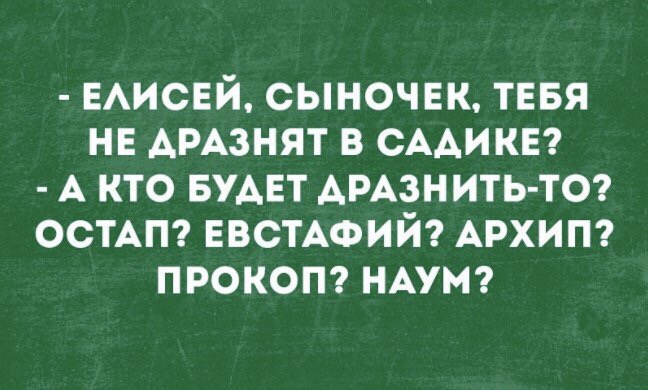 - ЕЛИСЕЙ, СЫНОЧЕК, ТЕБЯ
НЕ ДРАЗНЯТ В САДИКЕ?
- А КТО БУДЕТ ДРАЗНИТЬ-ТО?
ОСТАП? ЕВСТАФИЙ? АРХИП?
ПРОКОП? НАУМ?